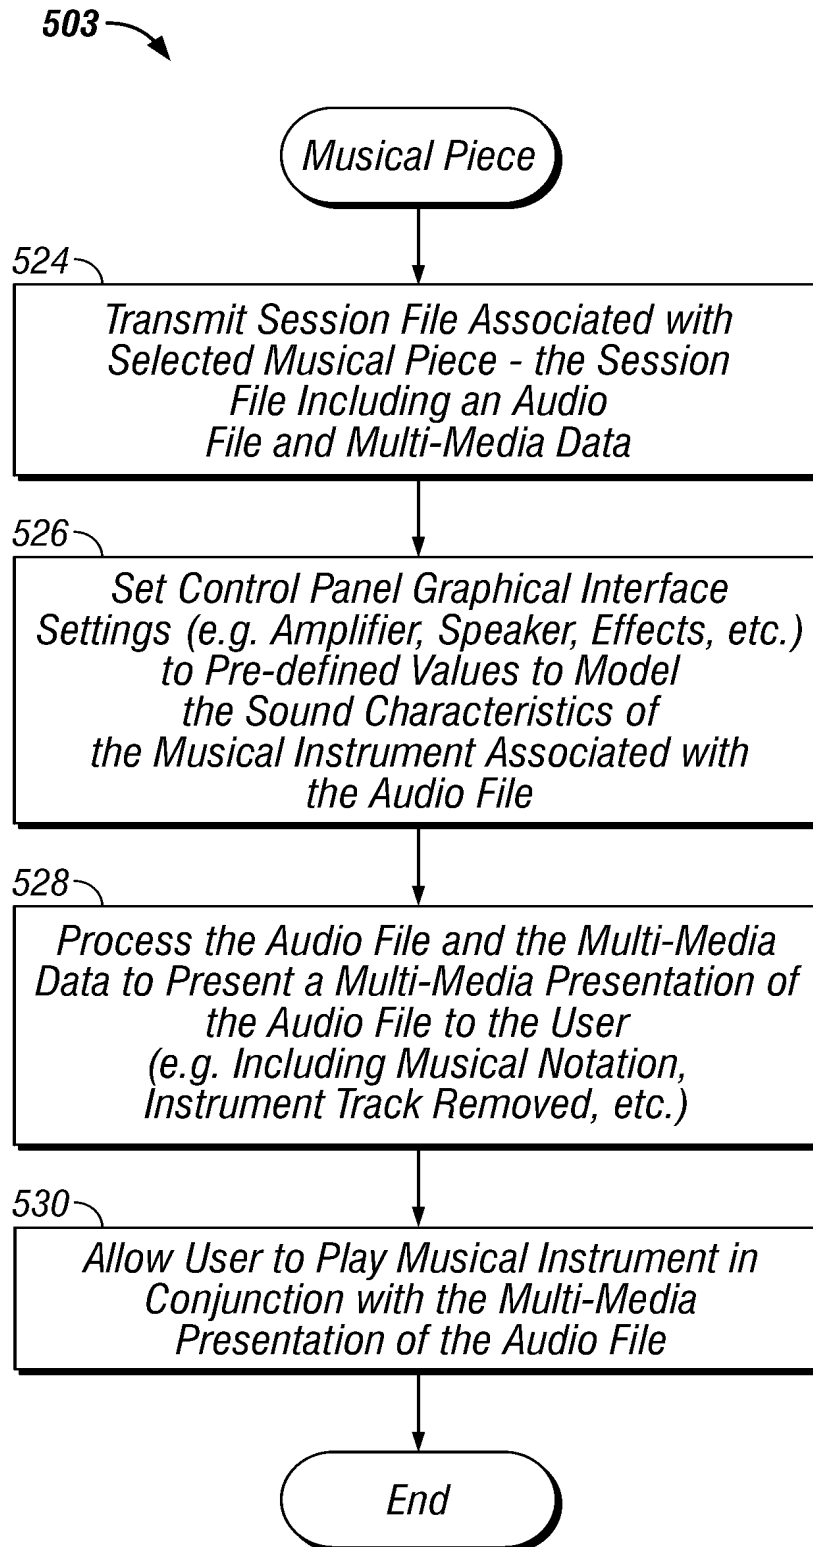 503
Musical Piece
524
Transmit Session File Associated with
Selected Musical Piece - the Session
File Including an Audio
File and Multi-Media Data
526
Set Control Panel Graphical Interface
Settings (e.g. Amplifier, Speaker, Effects, etc.)
to Pre-defined Values to Model
the Sound Characteristics of
the Musical Instrument Associated with
the Audio File
528
Process the Audio File and the Multi-Media
Data to Present a Multi-Media Presentation of
the Audio File to the User
(e.g. Including Musical Notation,
Instrument Track Removed, etc.)
530
Allow User to Play Musical Instrument in
Conjunction with the Multi-Media
Presentation of the Audio File
End